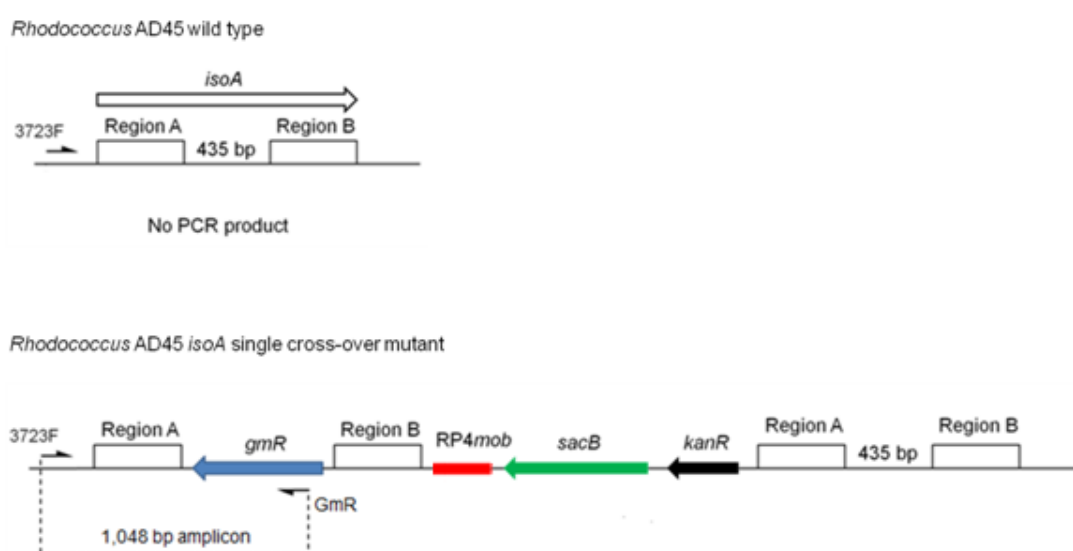 Rhodococcus AD45 wild type
isoA
3723F Region A 435 bp Region B
No PCR product
Rhodococcus AD45 isoA single cross-over mutant
3723F Region A gmR Region B RP4mob sacB kanR Region A 435 bp Region B
GmR
1,048 bp amplicon